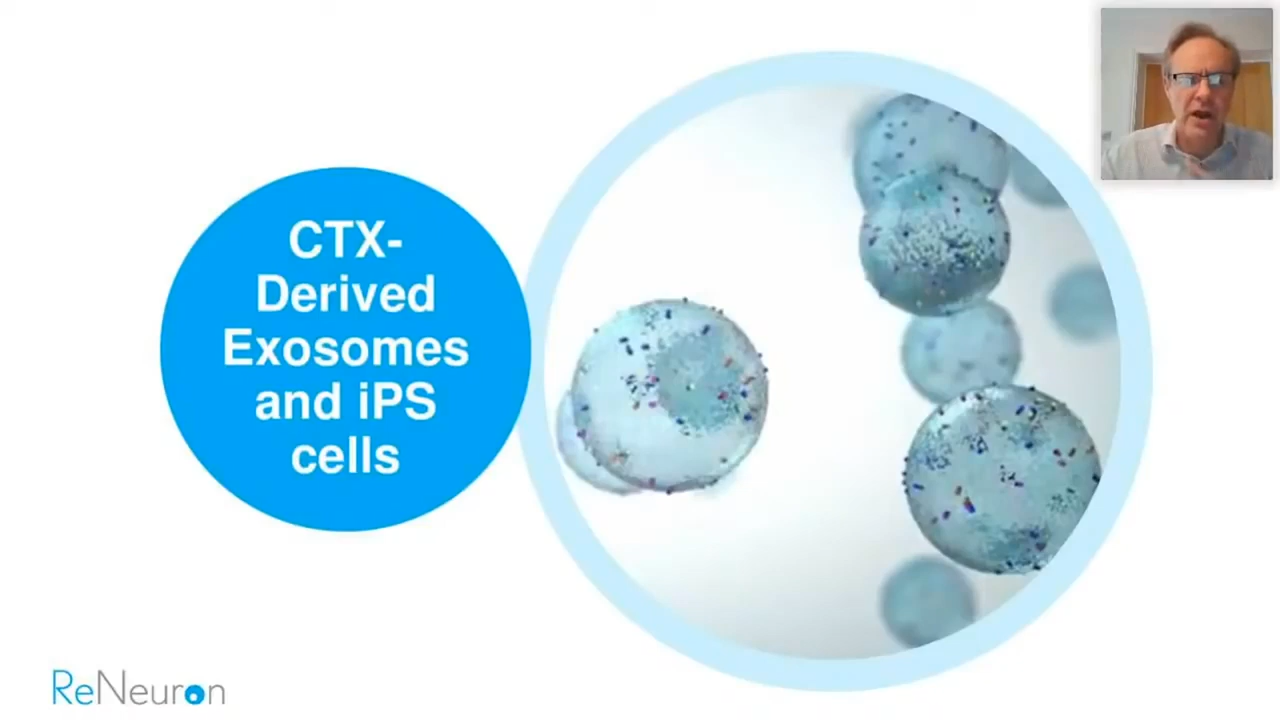 CTX-
Derived
Exosomes
and iPS
cells
ReNeuron